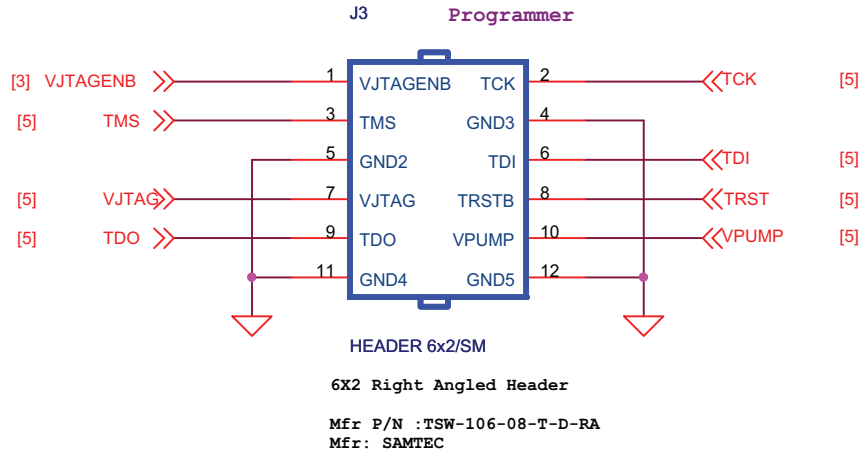 J3 Programmer
[3] VJTAGENB 1 VJTAGENB TCK 2 TCK [5]
[5] TMS 3 TMS GND3 4
5 GND2 TDI 6 TDI [5]
[5] VJTAG 7 VJTAG TRSTB 8 TRST [5]
[5] TDO 9 TDO VPUMP 10 VPUMP [5]
11 GND4 GND5 12
HEADER 6x2/SM
6X2 Right Angled Header
Mfr P/N :TSW-106-08-T-D-RA
Mfr: SAMTEC